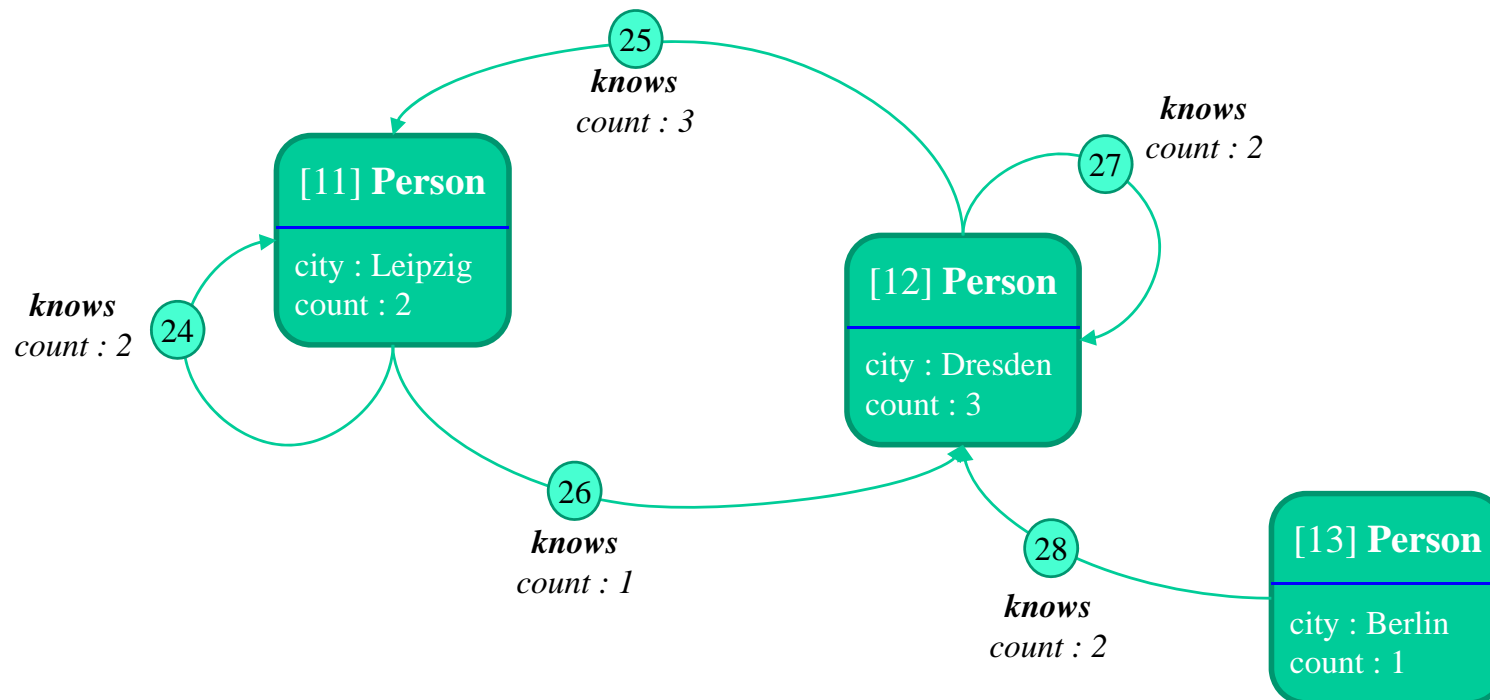 25
knows
count : 3
knows
count : 2
27
[11] Person
city : Leipzig
count : 2
knows
count : 2
24
[12] Person
city : Dresden
count : 3
26
knows
count : 1
28
knows
count : 2
[13] Person
city : Berlin
count : 1